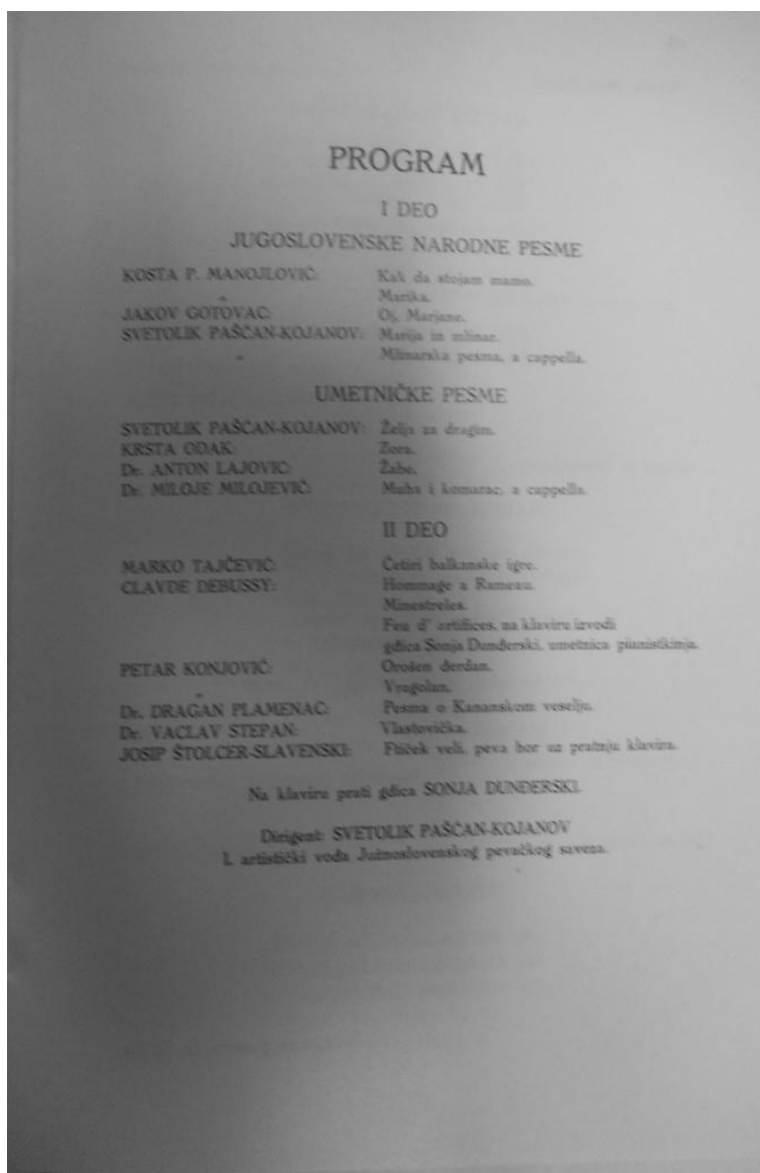 PROGRAM
I DEO
JUGOSLOVENSKE NARODNE PESME
KOSTA P. MANOJLOVIĆ: Kak da stojam mamo.
" Marika.
JAKOV GOTOVAC: Oj, Marjane.
SVETOLIK PAŠĆAN-KOJANOV: Marija in mlinar.
" Mlinarska pesma, a cappella.
UMETNIČKE PESME
SVETOLIK PAŠĆAN-KOJANOV: Želja za dragim.
KRSTA ODAK: Zora.
Dr. ANTON LAJOVIC: Žabe.
Dr. MILOJE MILOJEVIĆ: Muha i komarac, a cappella.
II DEO
MARKO TAJČEVIĆ: Četiri balkanske igre.
CLAVDE DEBUSSY: Hommage a Rameau.
Minestreles.
Feu d' artifices, na klaviru izvodi
gđica Sonja Dunđerski, umetnica pianistkinja.
PETAR KONJOVIĆ: Orošen đerdan.
" Vragolan.
Dr. DRAGAN PLAMENAC: Pesma o Kananskom veselju.
Dr. VACLAV STEPAN: Vlastovička.
JOSIP ŠTOLCER-SLAVENSKI: Ftiček veli, peva hor uz pratnju klavira.
Na klaviru prati gđica SONJA DUNĐERSKI.
Dirigent: SVETOLIK PAŠĆAN-KOJANOV
I. artistički vođa Južnoslovenskog pevačkog saveza.